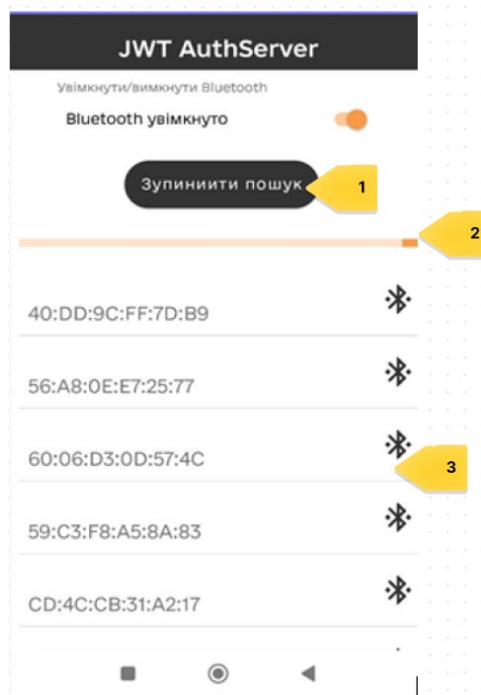 JWT AuthServer
Увімкнути/вимкнути Bluetooth
Bluetooth увімкнуто
Зупиниити пошук
1
2
40:DD:9C:FF:7D:B9
56:A8:0E:E7:25:77
60:06:D3:0D:57:4C
3
59:C3:F8:A5:8A:83
CD:4C:CB:31:A2:17